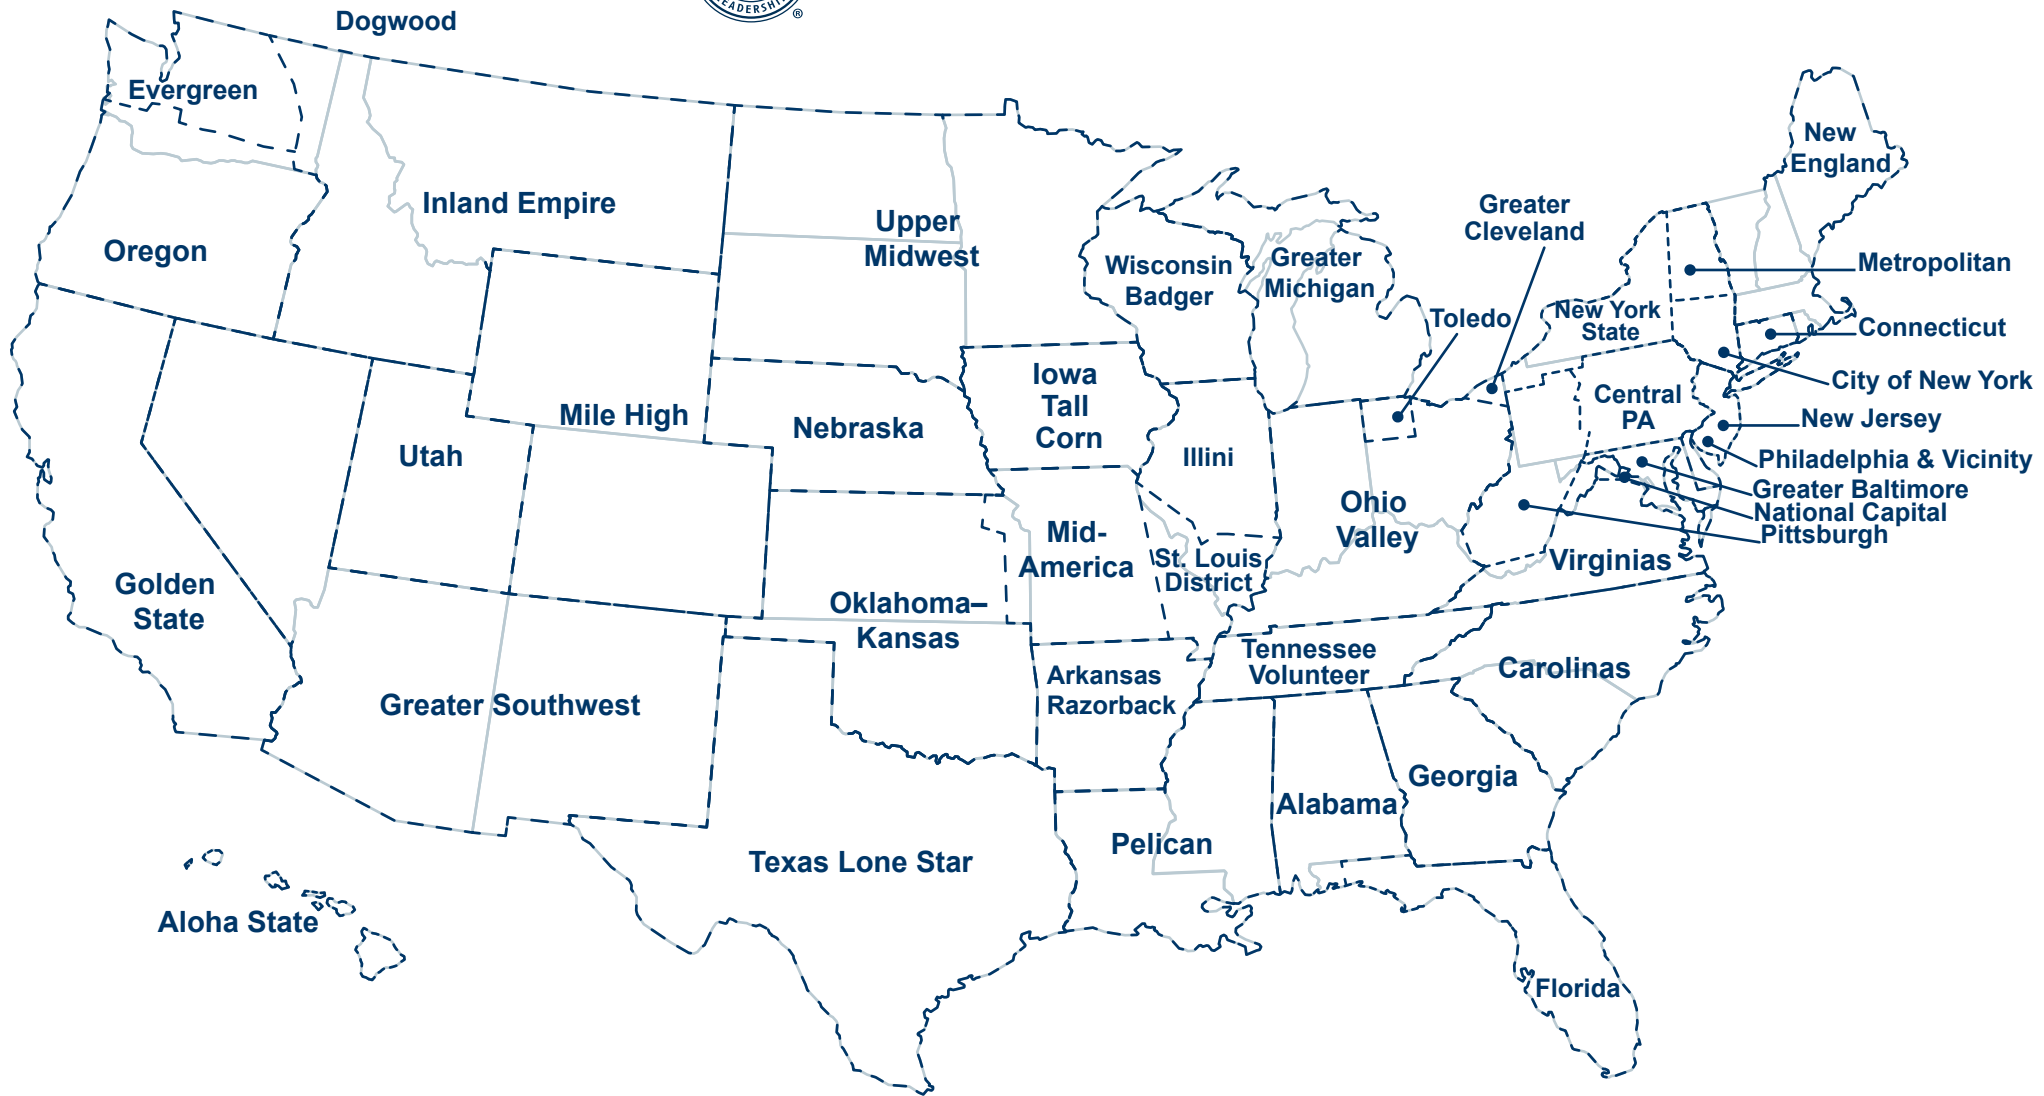 LEADERSHIP
®
Dogwood
Evergreen
New
England
Inland Empire
Greater
Cleveland
Upper
Midwest
Oregon
Wisconsin
Badger
Greater
Michigan
Metropolitan
New York
State
Toledo
Connecticut
Iowa
Tall
Corn
City of New York
Central
PA
Mile High
Nebraska
New Jersey
Utah
Illini
Philadelphia & Vicinity
Greater Baltimore
National Capital
Pittsburgh
Ohio
Valley
Mid-
America
St. Louis
District
Virginias
Golden
State
Oklahoma–
Kansas
Tennessee
Volunteer
Carolinas
Arkansas
Razorback
Greater Southwest
Georgia
Alabama
Pelican
Texas Lone Star
Aloha State
Florida